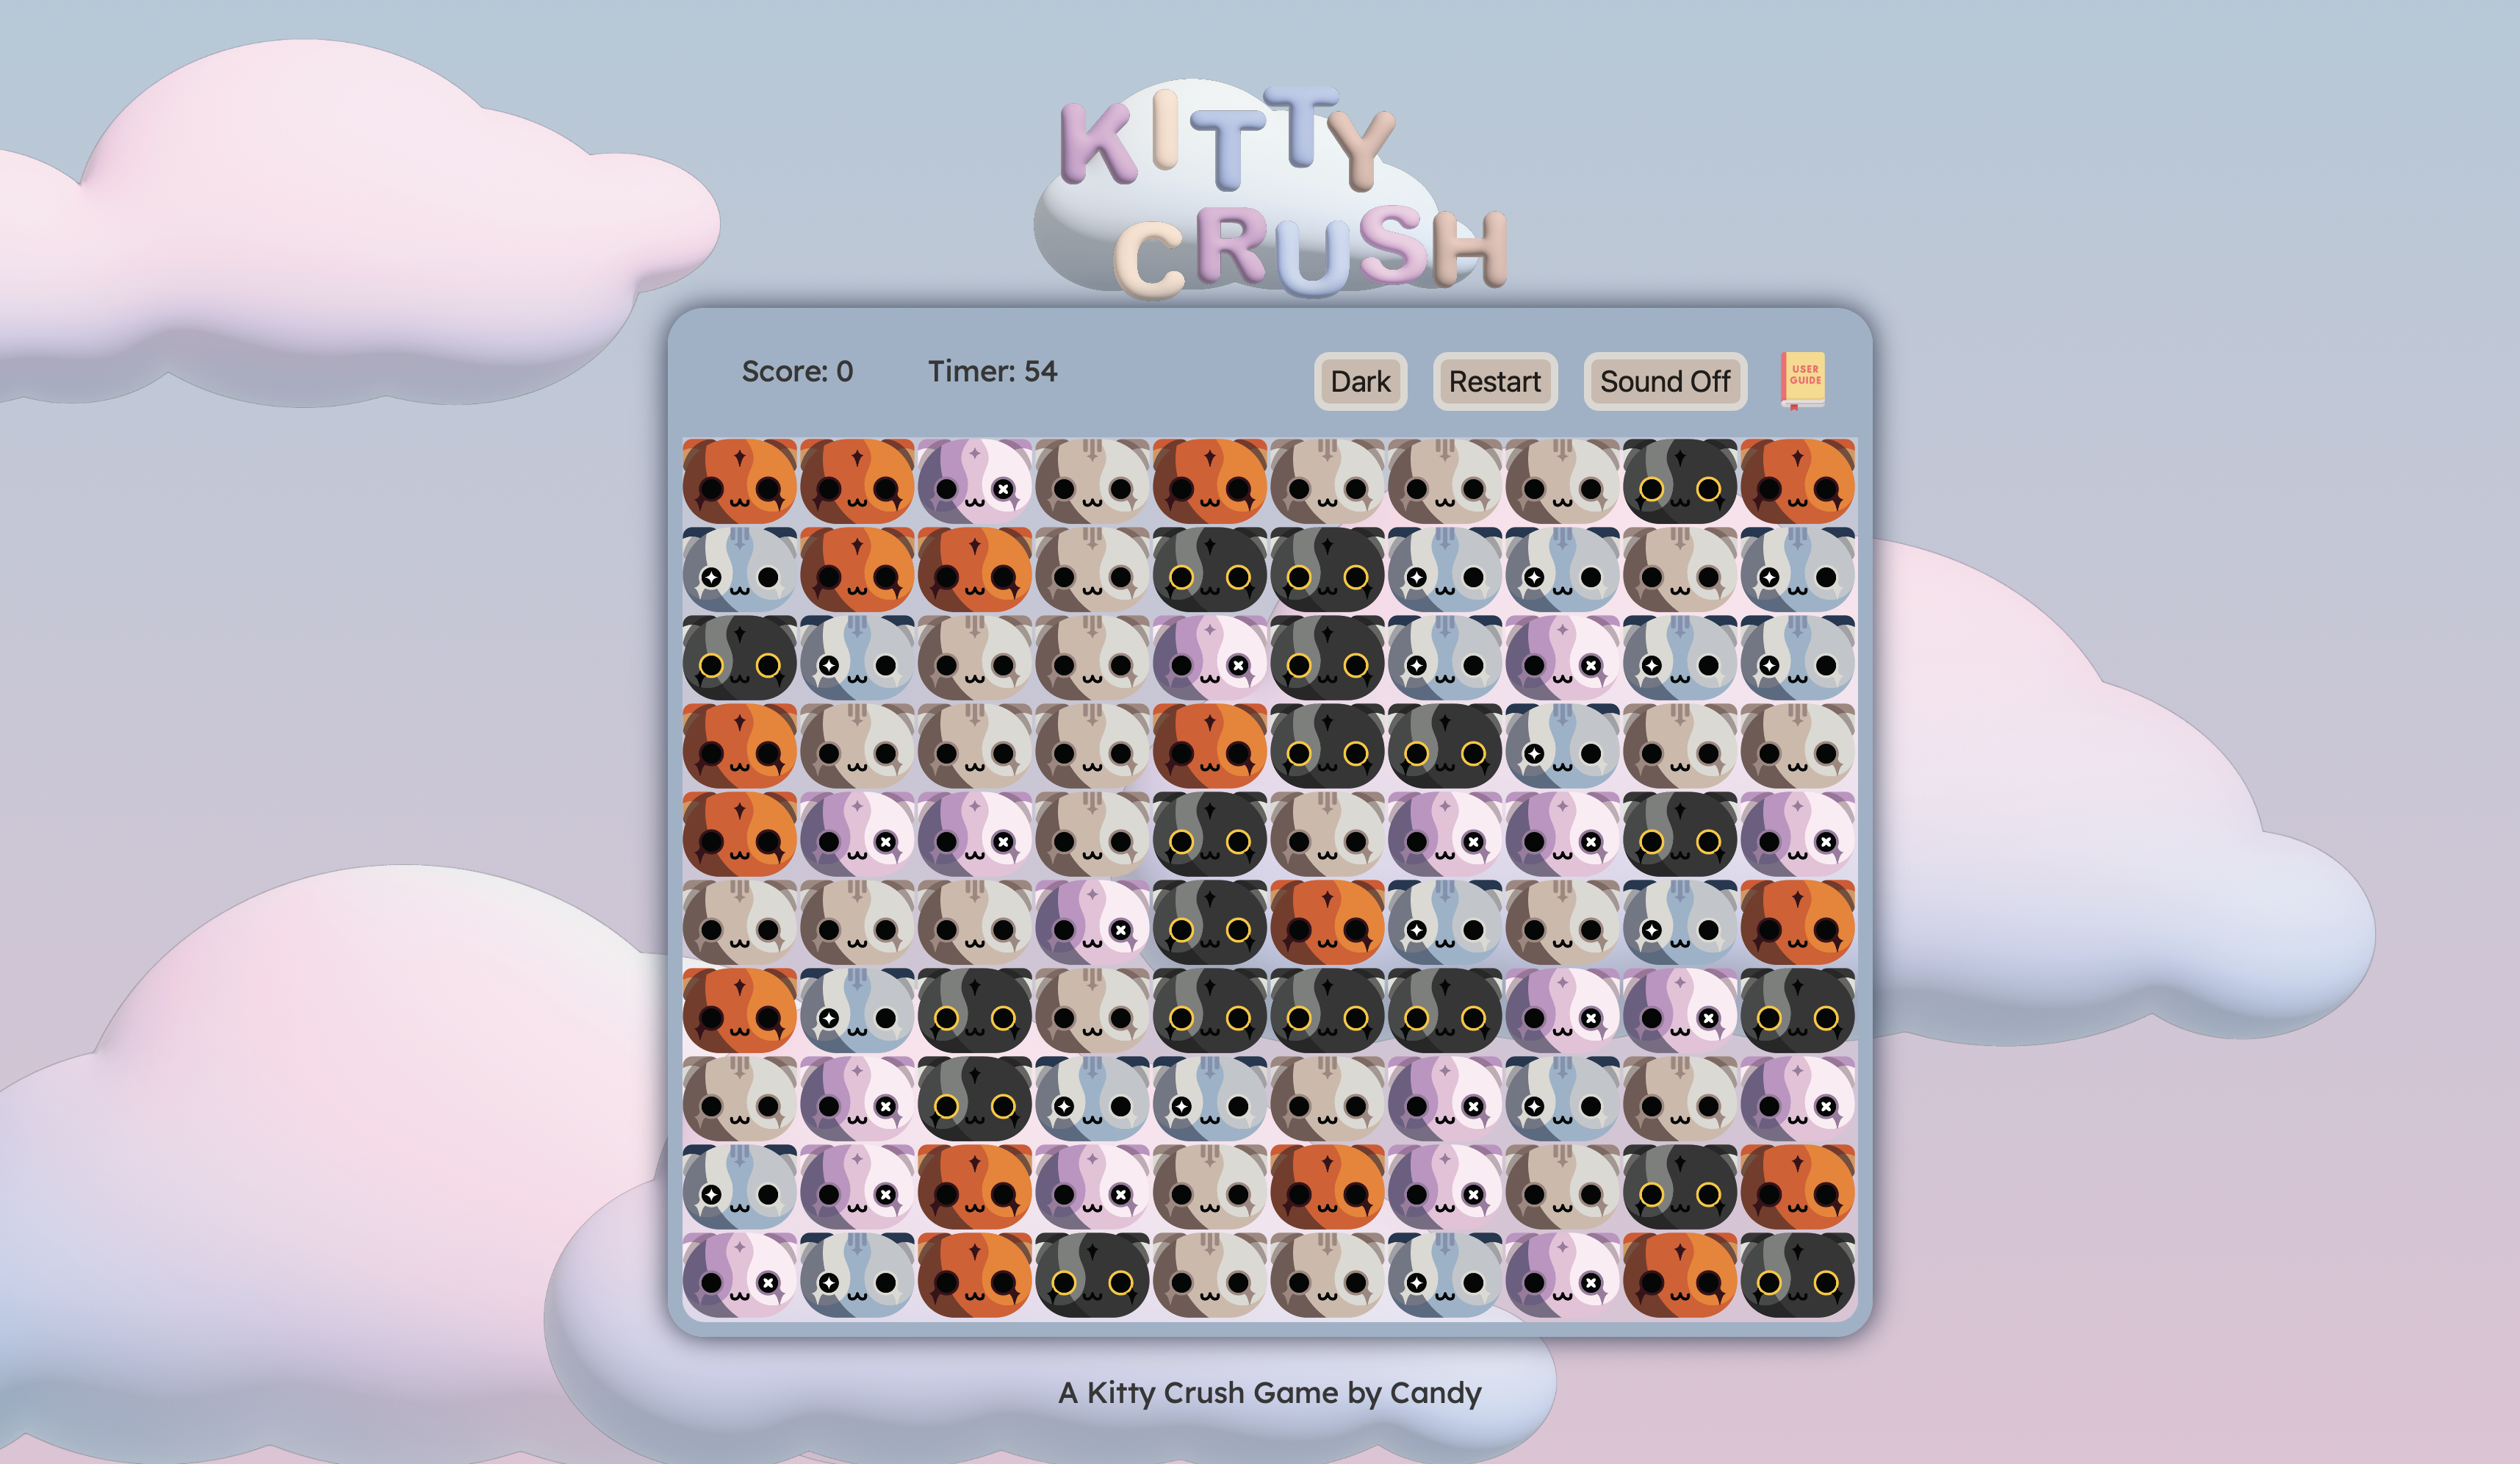 KITTY
CRUSH
Score: 0
Timer: 54
Dark
Restart
Sound Off
USER
GUIDE
A Kitty Crush Game by Candy